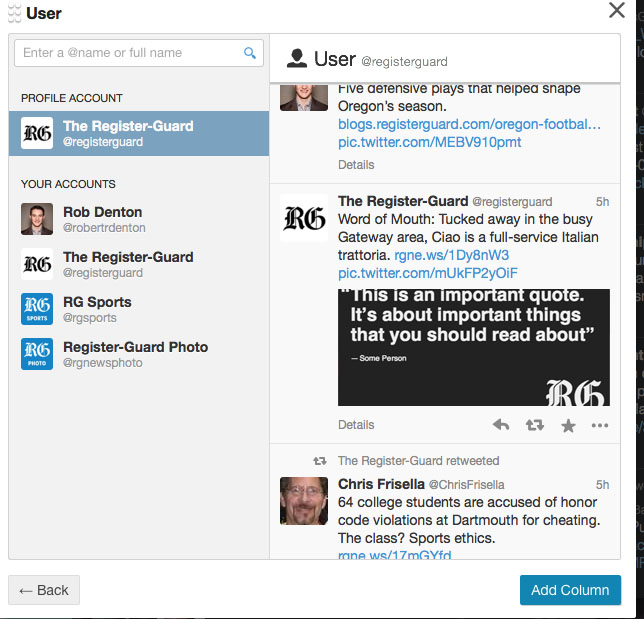 User
Enter a @name or full name
PROFILE ACCOUNT
RG
The Register-Guard
@registerguard
YOUR ACCOUNTS
Rob Denton
@robertrdenton
RG
The Register-Guard
@registerguard
RG
SPORTS
RG Sports
@rgsports
RG
PHOTO
Register-Guard Photo
@rgnewsphoto
User @registerguard
Five defensive plays that helped shape
Oregon's season.
blogs.registerguard.com/oregon-footbal…
pic.twitter.com/MEBV910pmt
Details
RG
The Register-Guard @registerguard 5h
Word of Mouth: Tucked away in the busy
Gateway area, Ciao is a full-service Italian
trattoria. rgne.ws/1Dy8nW3
pic.twitter.com/mUkFP2yOiF
"This is an important quote.
It's about important things
that you should read about”
— Some Person
RG
Details
The Register-Guard retweeted
Chris Frisella @ChrisFrisella 5h
64 college students are accused of honor
code violations at Dartmouth for cheating.
The class? Sports ethics.
rgne.ws/17mGYfd
← Back
Add Column